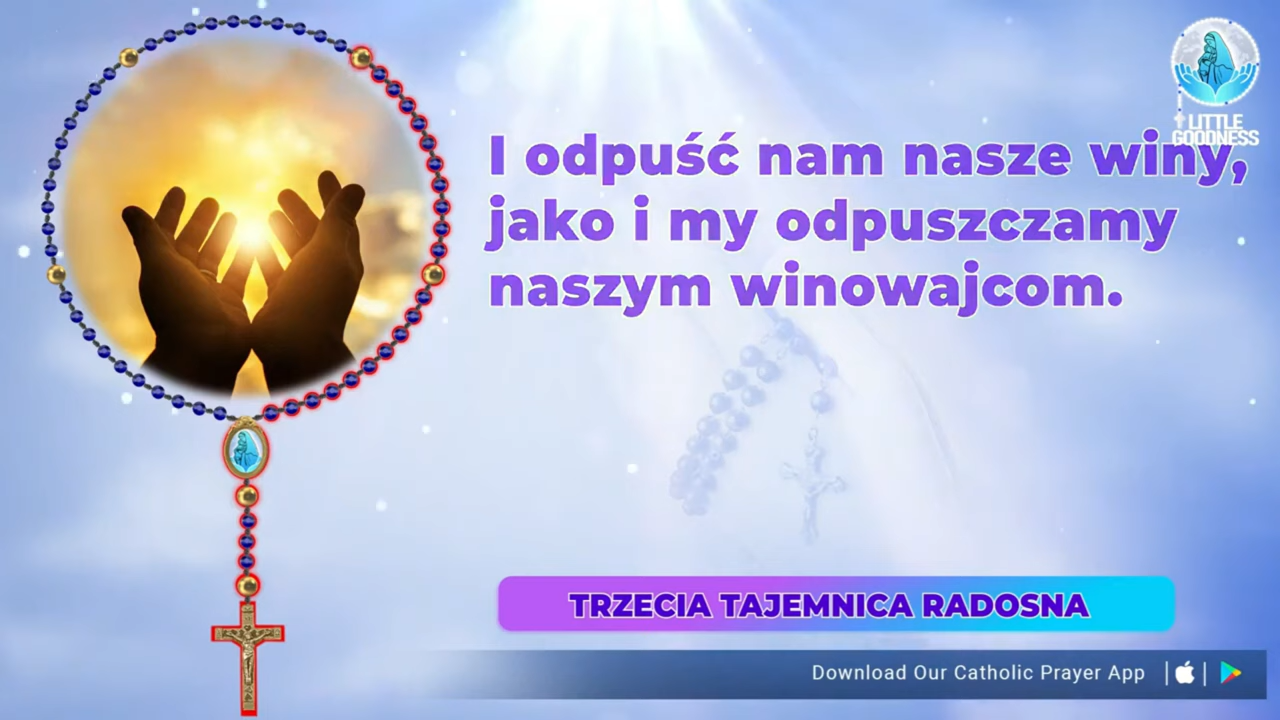 LITTLE
GOODNESS
I odpuść nam nasze winy,
jako i my odpuszczamy
naszym winowajcom.
TRZECIA TAJEMNICA RADOSNA
Download Our Catholic Prayer App